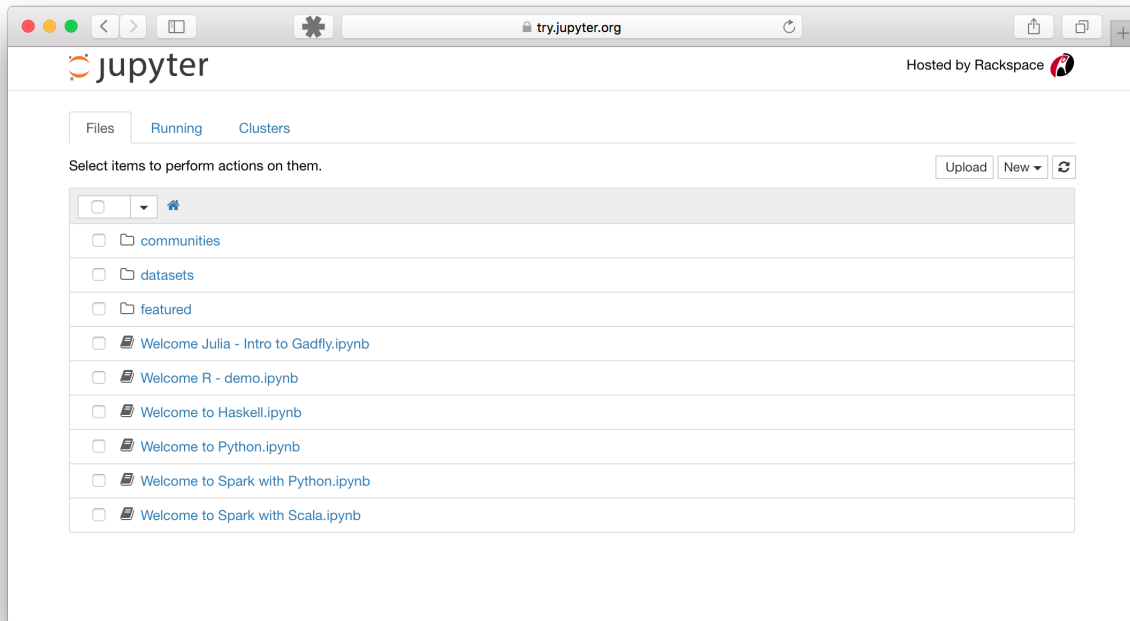 try.jupyter.org
jupyter
Hosted by Rackspace
Files Running Clusters
Select items to perform actions on them.
Upload New
communities
datasets
featured
Welcome Julia - Intro to Gadfly.ipynb
Welcome R - demo.ipynb
Welcome to Haskell.ipynb
Welcome to Python.ipynb
Welcome to Spark with Python.ipynb
Welcome to Spark with Scala.ipynb